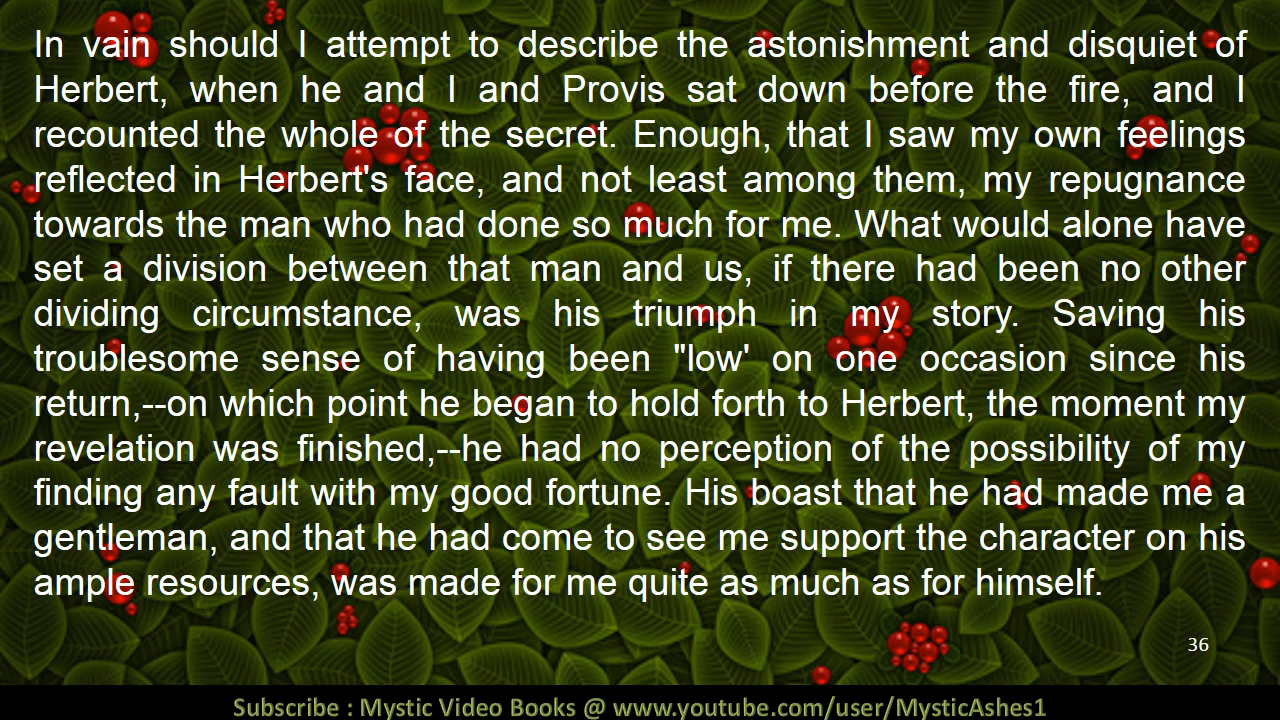 In vain should I attempt to describe the astonishment and disquiet of
Herbert, when he and I and Provis sat down before the fire, and I
recounted the whole of the secret. Enough, that I saw my own feelings
reflected in Herbert's face, and not least among them, my repugnance
towards the man who had done so much for me. What would alone have
set a division between that man and us, if there had been no other
dividing circumstance, was his triumph in my story. Saving his
troublesome sense of having been "low' on one occasion since his
return,--on which point he began to hold forth to Herbert, the moment my
revelation was finished,--he had no perception of the possibility of my
finding any fault with my good fortune. His boast that he had made me a
gentleman, and that he had come to see me support the character on his
ample resources, was made for me quite as much as for himself.
36
Subscribe : Mystic Video Books @ www.youtube.com/user/MysticAshes1